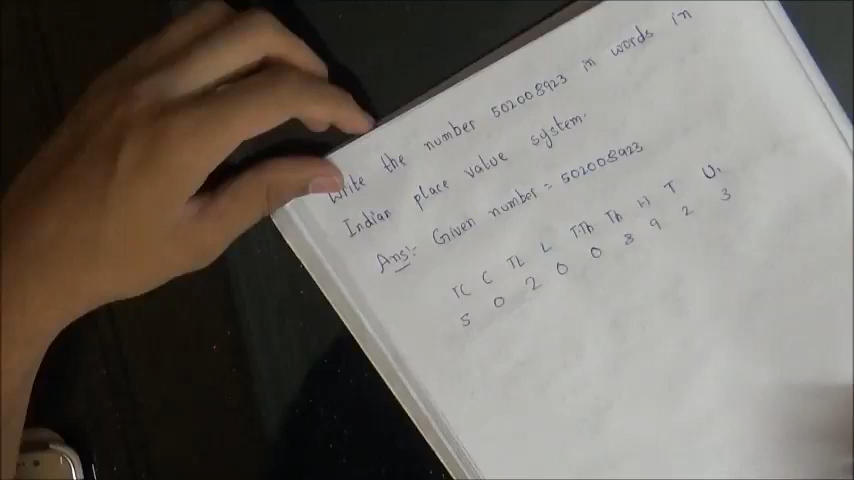 Write the number 502008923 in words in
Indian place value system.
Ans:- Given number = 502008923
TC C TL L T.Th Th H T U.
5 0 2 0 0 8 9 2 3